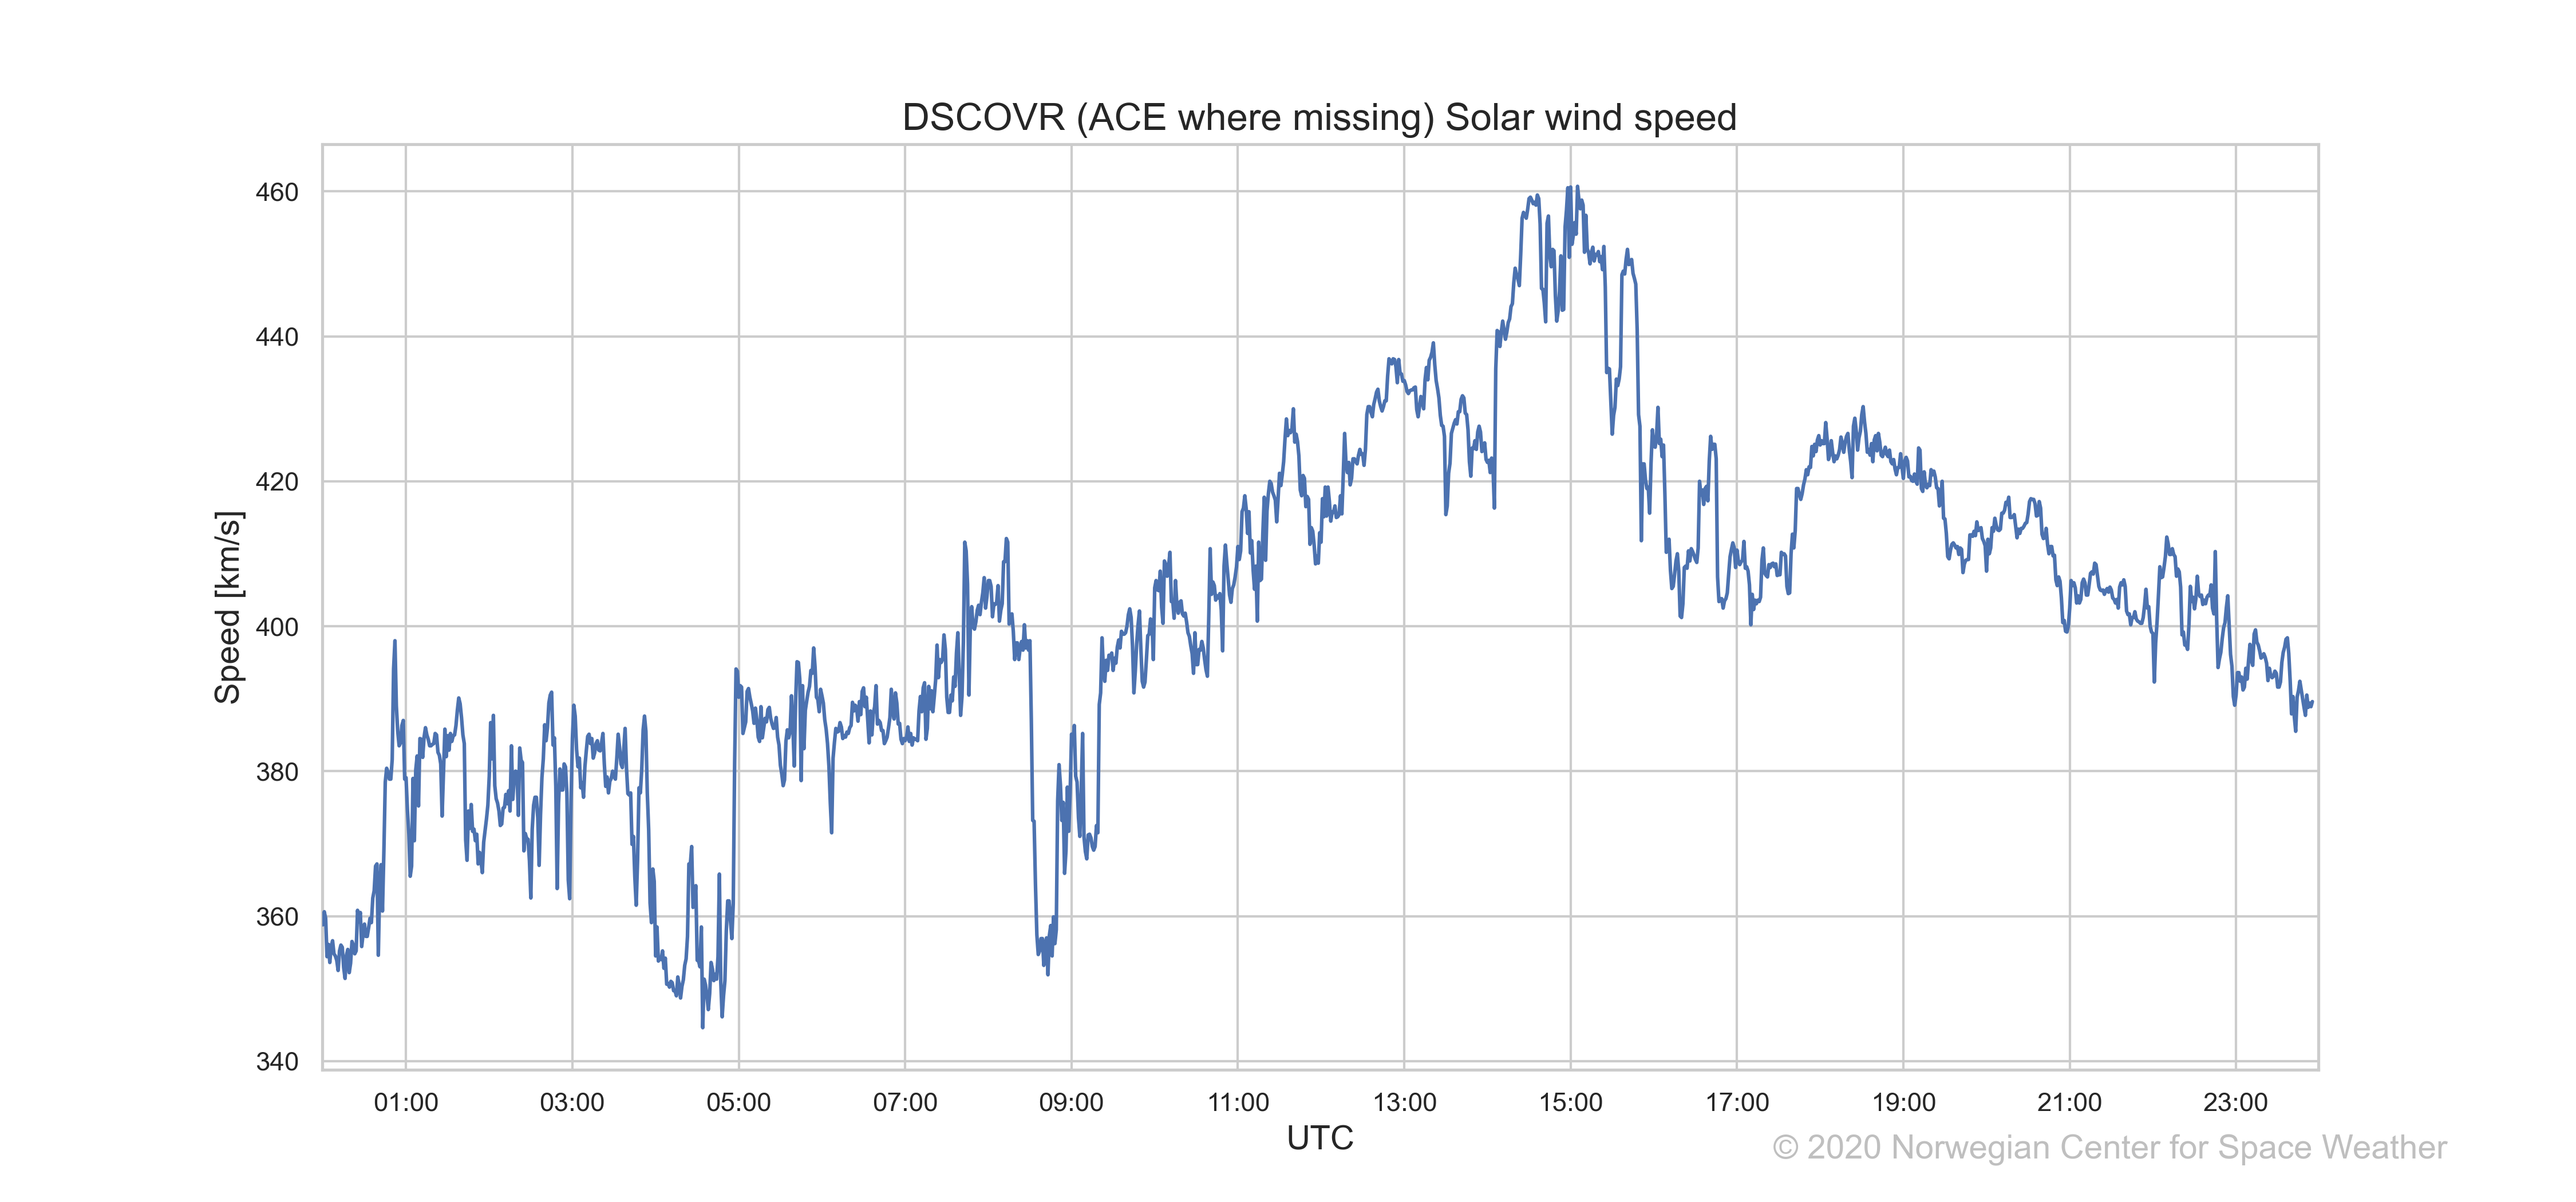 DSCOVR (ACE where missing) Solar wind speed
Speed [km/s]
460
440
420
400
380
360
340
01:00 03:00 05:00 07:00 09:00 11:00 13:00 15:00 17:00 19:00 21:00 23:00
UTC
© 2020 Norwegian Center for Space Weather